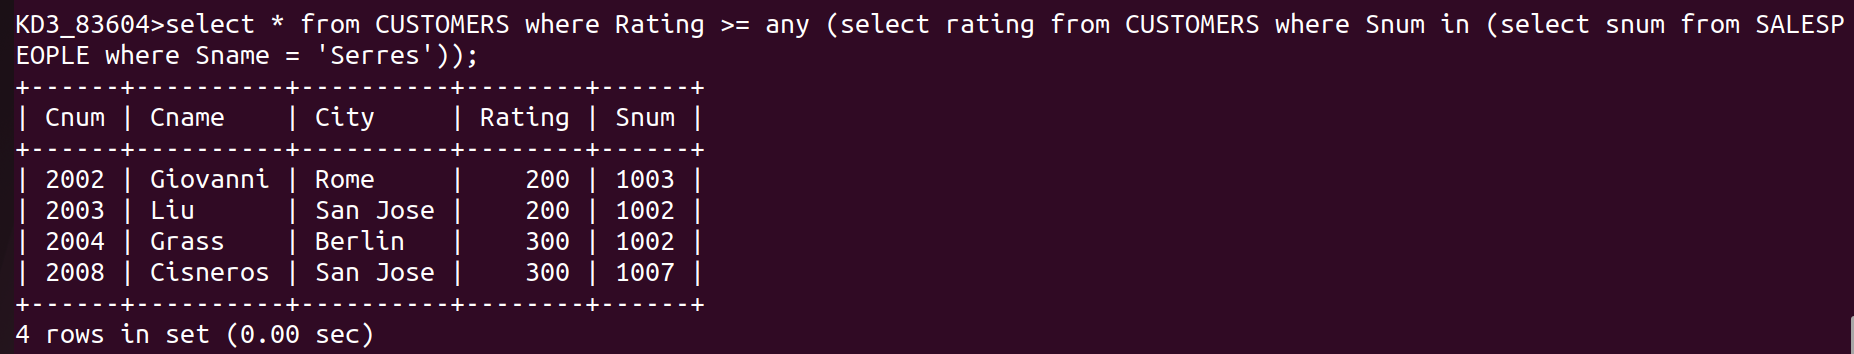 KD3_83604>select * from CUSTOMERS where Rating >= any (select rating from CUSTOMERS where Snum in (select snum from SALESP
EOPLE where Sname = 'Serres'));
+------+----------+----------+--------+------+
| Cnum | Cname    | City     | Rating | Snum |
+------+----------+----------+--------+------+
| 2002 | Giovanni | Rome     |    200 | 1003 |
| 2003 | Liu      | San Jose |    200 | 1002 |
| 2004 | Grass    | Berlin   |    300 | 1002 |
| 2008 | Cisneros | San Jose |    300 | 1007 |
+------+----------+----------+--------+------+
4 rows in set (0.00 sec)